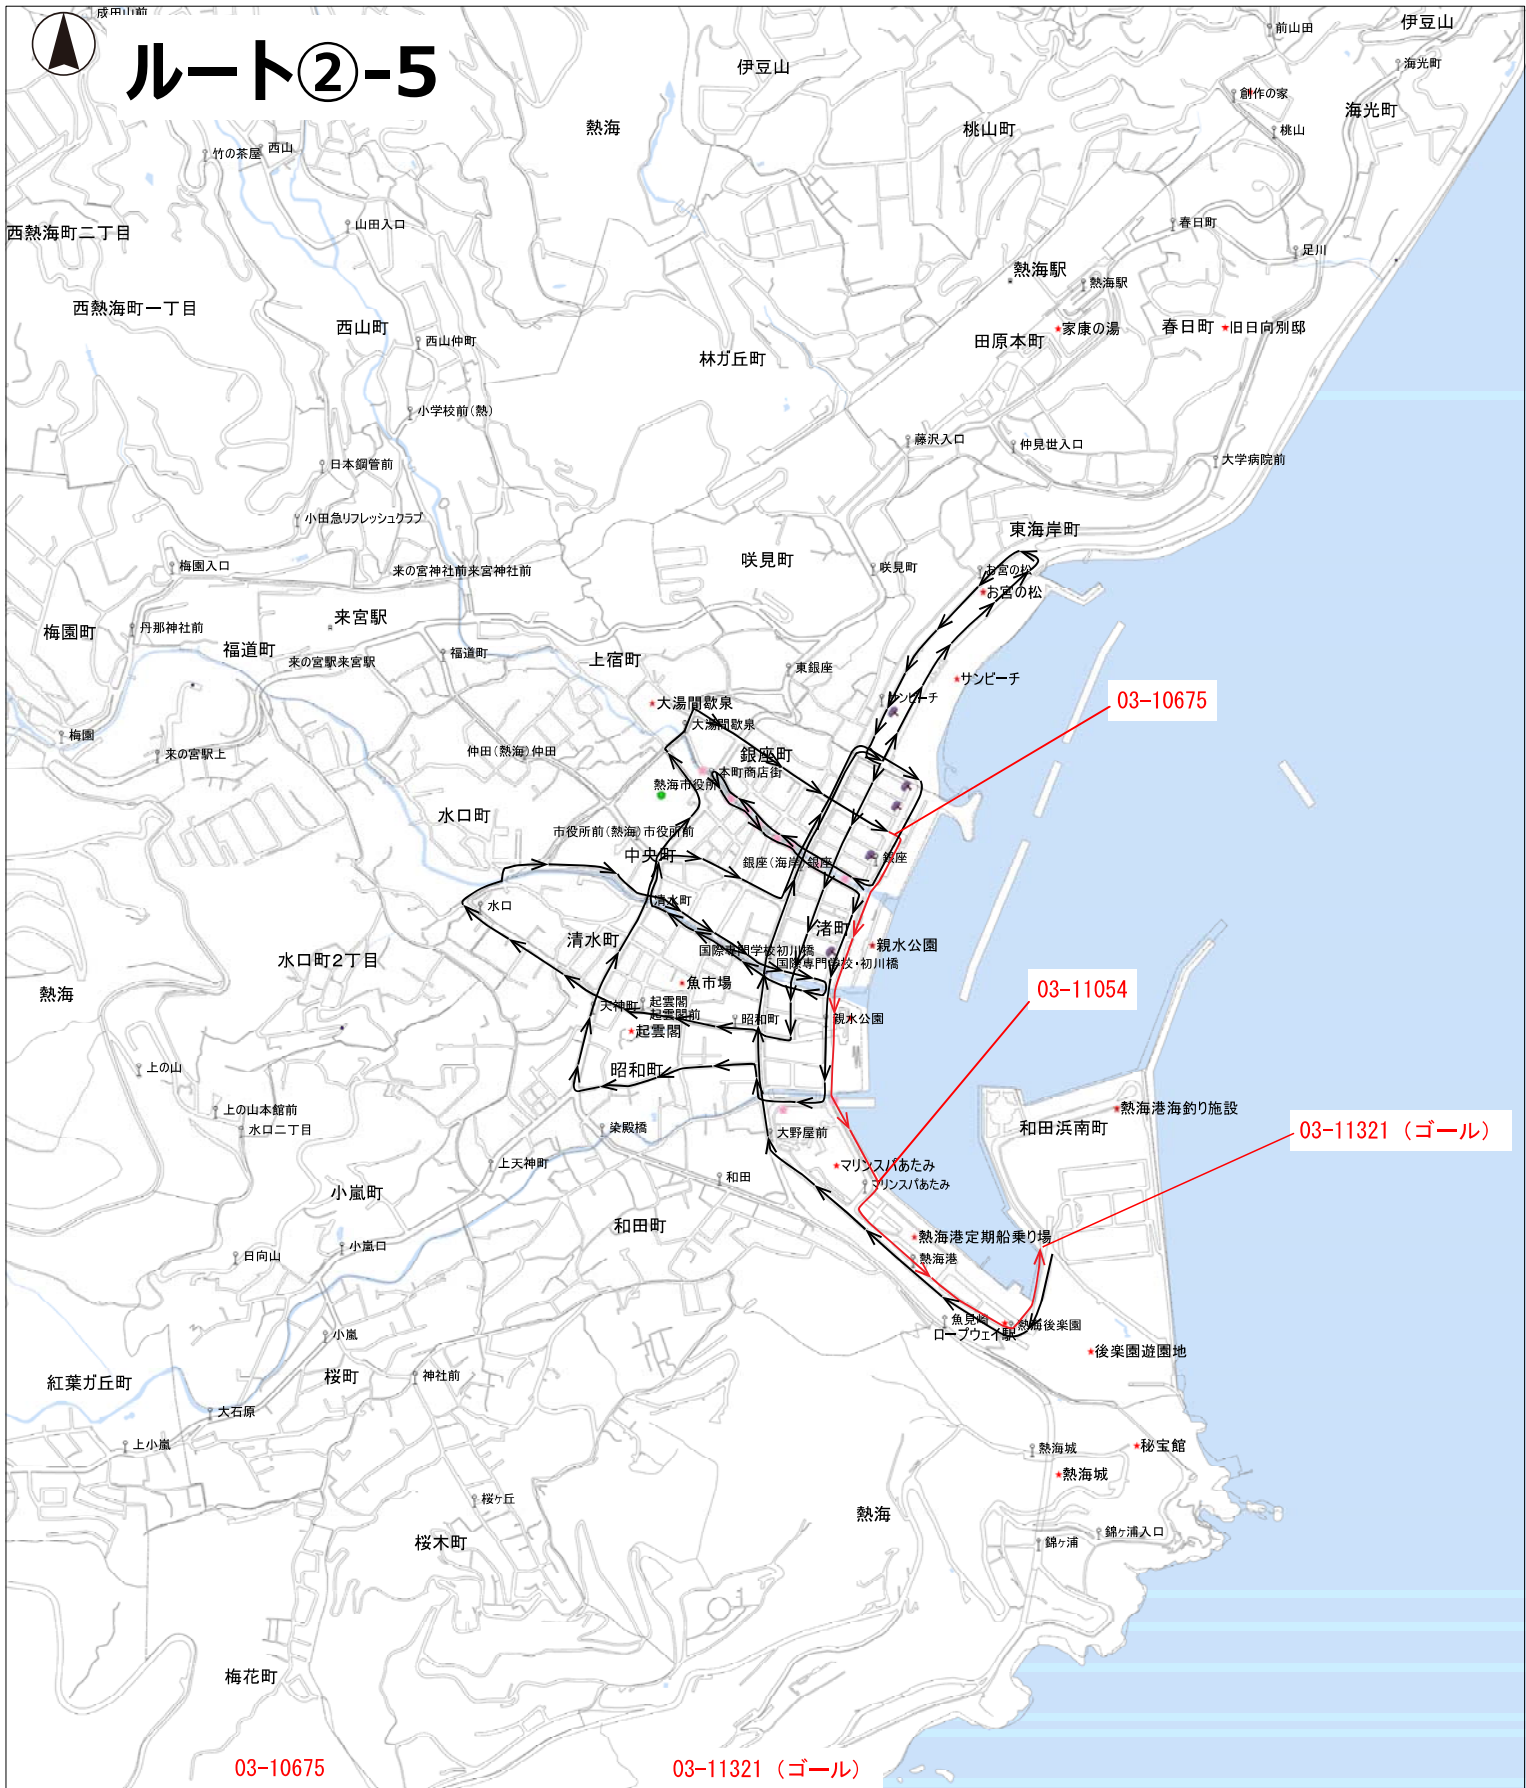 成田山前
ルート②-5
伊豆山
前山田
伊豆山
海光町
創作の家
海光町
熱海
桃山町
桃山
竹の茶屋
西山
山田入口
西熱海町二丁目
春日町
足川
熱海駅
熱海駅
西熱海町一丁目
西山町
家康の湯
春日町
旧日向別邸
西山仲町
田原本町
林ガ丘町
小学校前(熱)
藤沢入口
仲見世入口
日本鋼管前
大学病院前
小田急リフレッシュクラブ
東海岸町
梅園入口
来の宮神社前来宮神社前
咲見町
咲見町
お宮の松
お宮の松
来宮駅
梅園町
丹那神社前
福道町
福道町
来の宮駅来宮駅
上宿町
東銀座
サンビーチ
サンビーチ
大湯間歇泉
大湯間歇泉
03-10675
梅園
来の宮駅上
仲田(熱海)仲田
銀座町
本町商店街
熱海市役所
水口町
市役所前(熱海)市役所前
中央町
銀座(海岸)銀座
銀座
水口
清水町
渚町
清水町
国際専門学校初川橋
親水公園
水口町2丁目
国際専門学校・初川橋
魚市場
03-11054
熱海
天神町
起雲閣
起雲閣前
昭和町
親水公園
起雲閣
上の山
昭和町
上の山本館前
熱海港海釣り施設
水口二丁目
染殿橋
大野屋前
和田浜南町
03-11321 (ゴール)
上天神町
マリンスパあたみ
和田
マリンスパあたみ
小嵐町
和田町
日向山
小嵐口
熱海港定期船乗り場
熱海港
魚見崎
熱海後楽園
小嵐
ロープウェイ駅
後楽園遊園地
桜町
神社前
紅葉ガ丘町
大石原
上小嵐
熱海城
秘宝館
熱海城
桜ヶ丘
熱海
桜木町
錦ヶ浦入口
錦ヶ浦
梅花町
03-10675
03-11321 (ゴール)